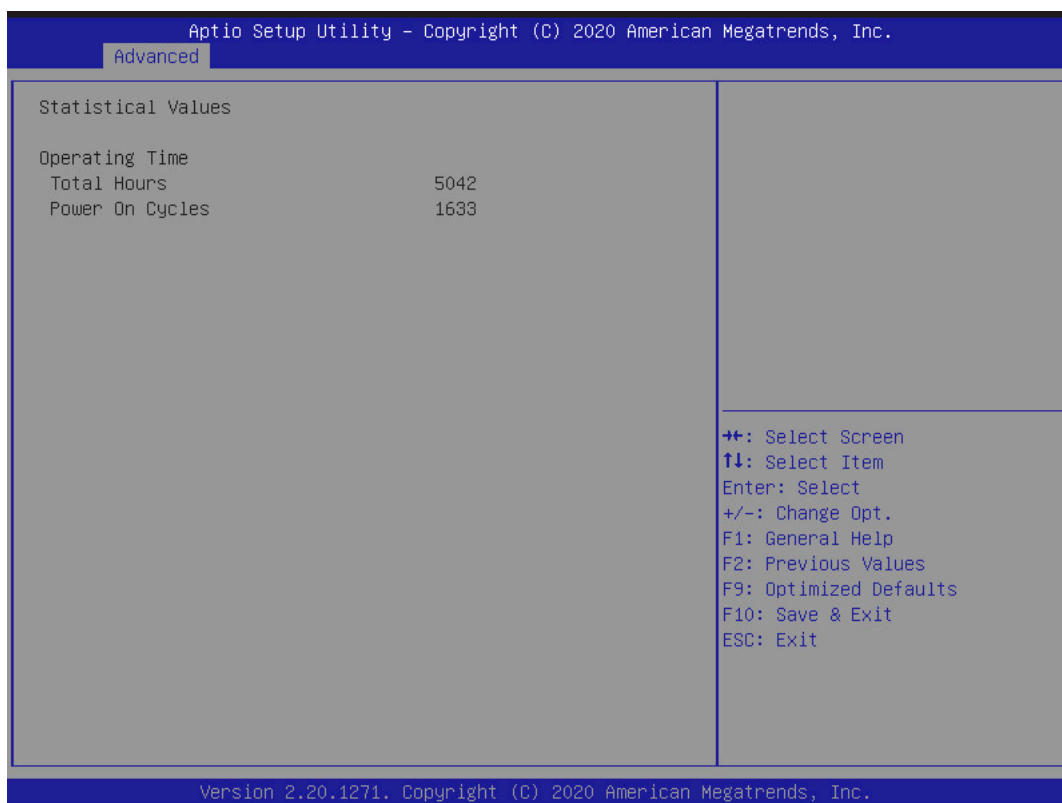 Aptio Setup Utility – Copyright (C) 2020 American Megatrends, Inc.
Advanced
Statistical Values
Operating Time
Total Hours 5042
Power On Cycles 1633
→←: Select Screen
↑↓: Select Item
Enter: Select
+/-: Change Opt.
F1: General Help
F2: Previous Values
F9: Optimized Defaults
F10: Save & Exit
ESC: Exit
Version 2.20.1271. Copyright (C) 2020 American Megatrends, Inc.